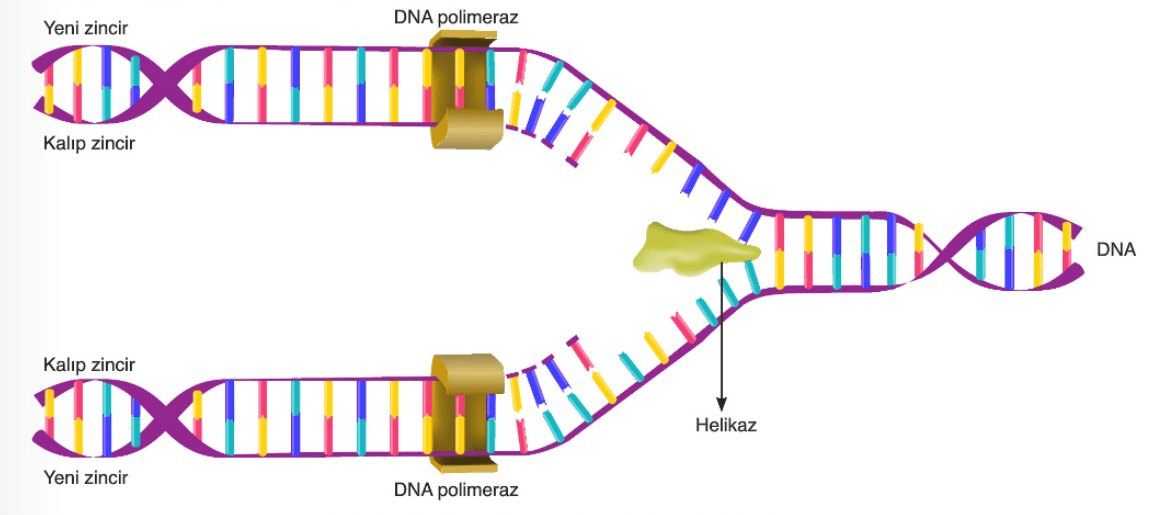 DNA polimeraz
Yeni zincir
Kalıp zincir
DNA
Kalıp zincir
Helikaz
Yeni zincir
DNA polimeraz